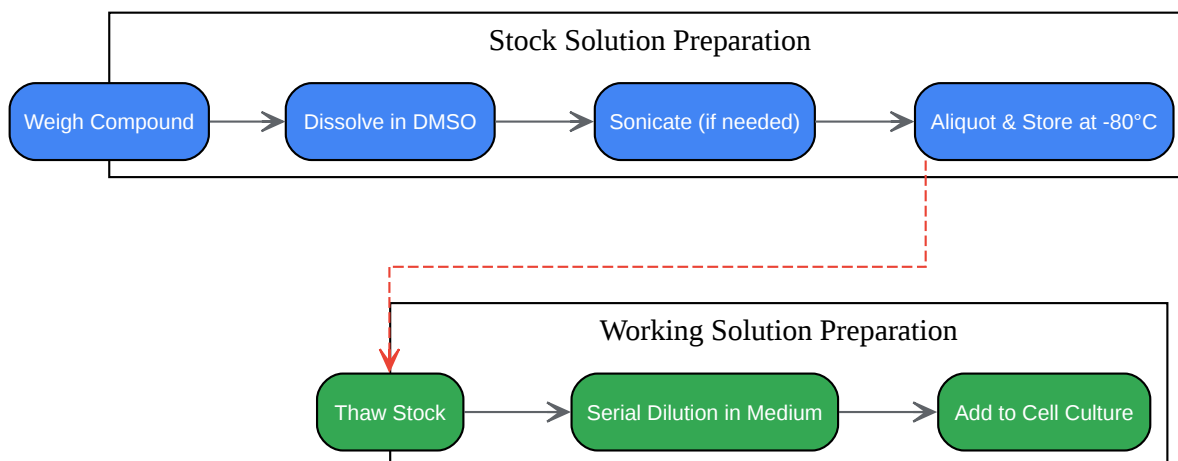 Stock Solution Preparation
Weigh Compound
Dissolve in DMSO
Sonicate (if needed)
Aliquot & Store at -80°C
Working Solution Preparation
Thaw Stock
Serial Dilution in Medium
Add to Cell Culture